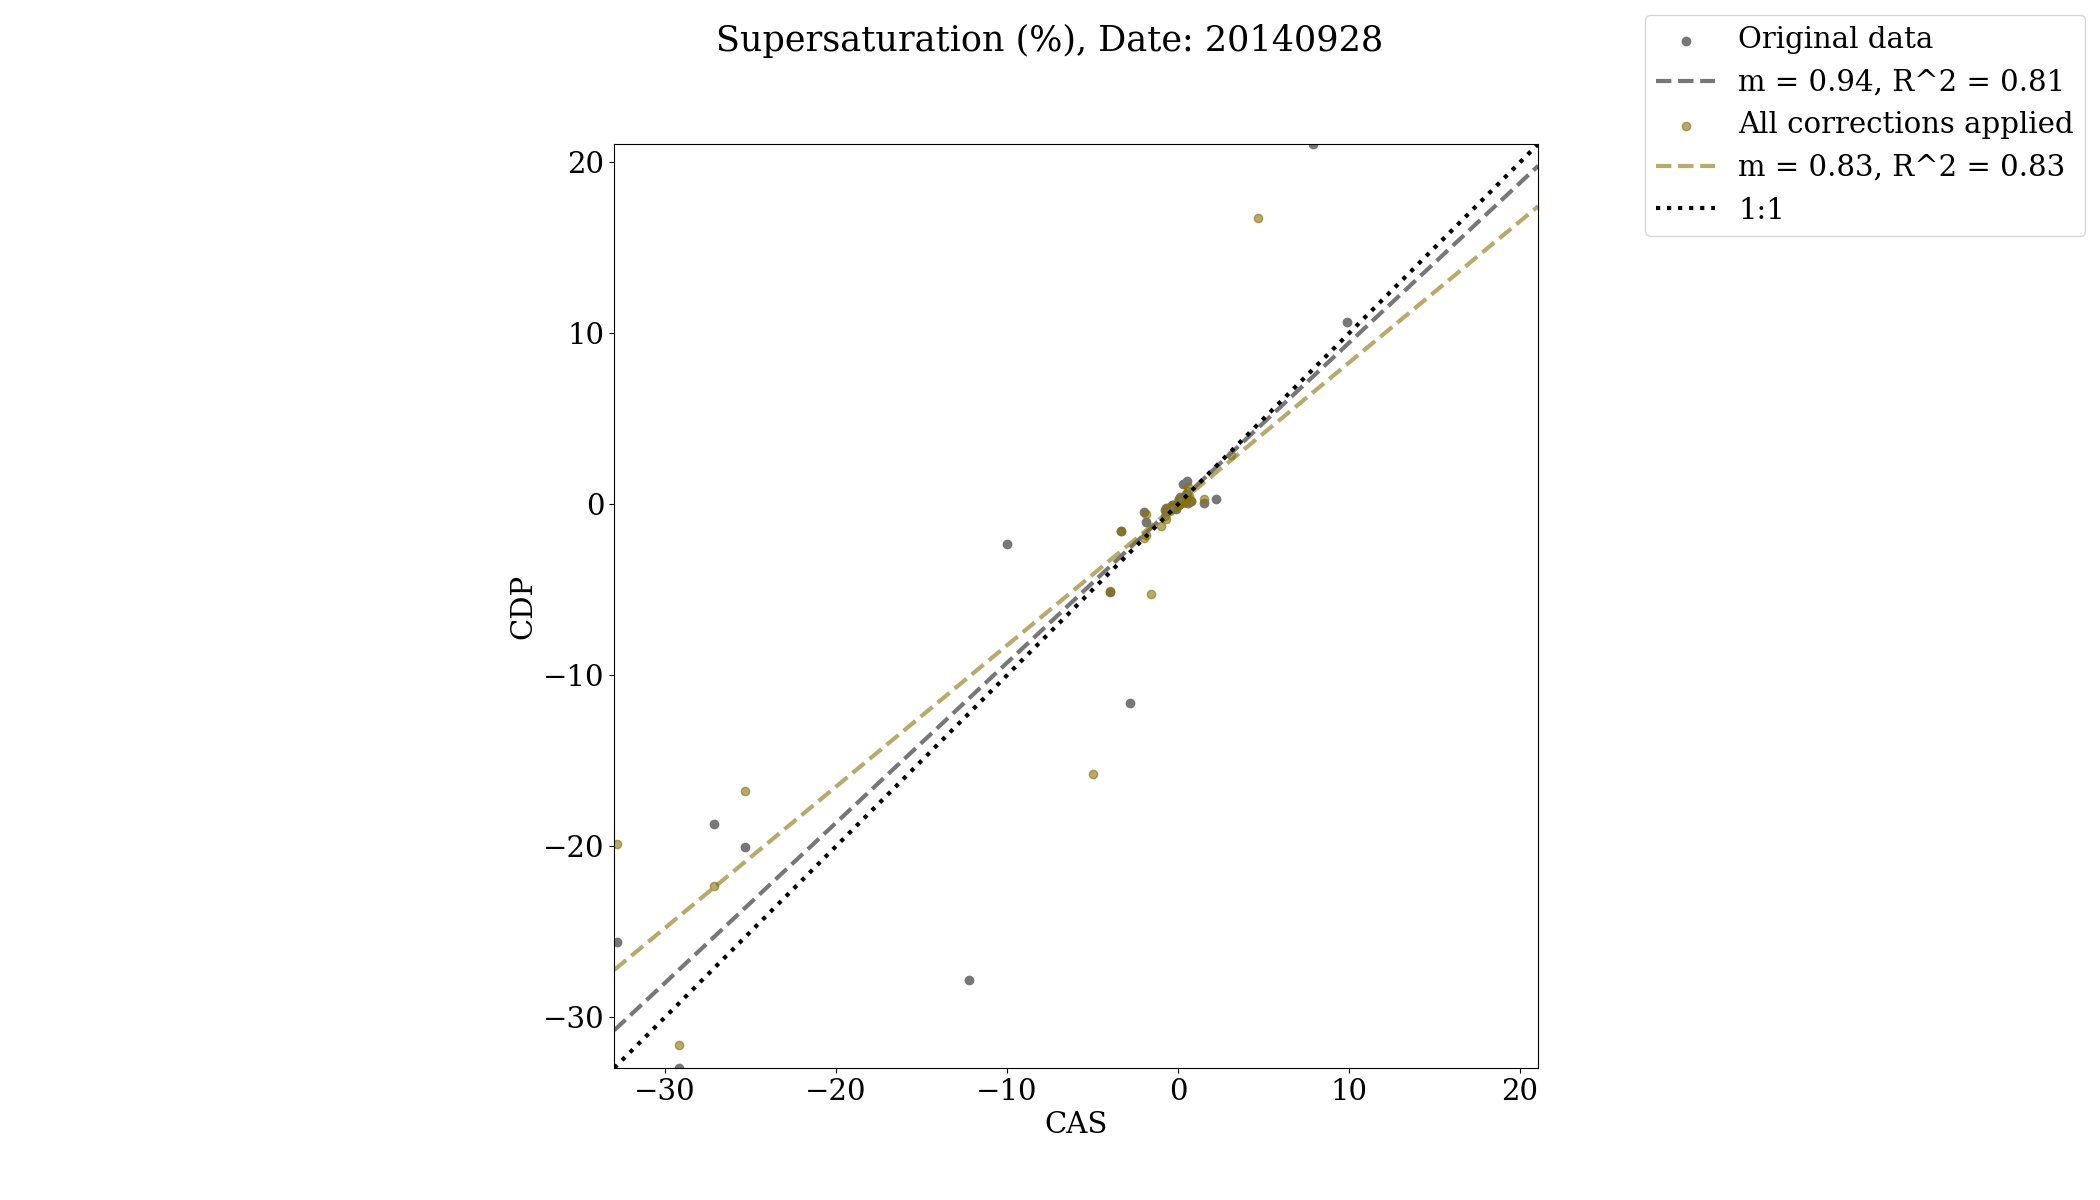 Supersaturation (%), Date: 20140928
Original data
m = 0.94, R^2 = 0.81
All corrections applied
m = 0.83, R^2 = 0.83
1:1
20
10
0
−10
−20
−30
CDP
−30
−20
−10
0
10
20
CAS